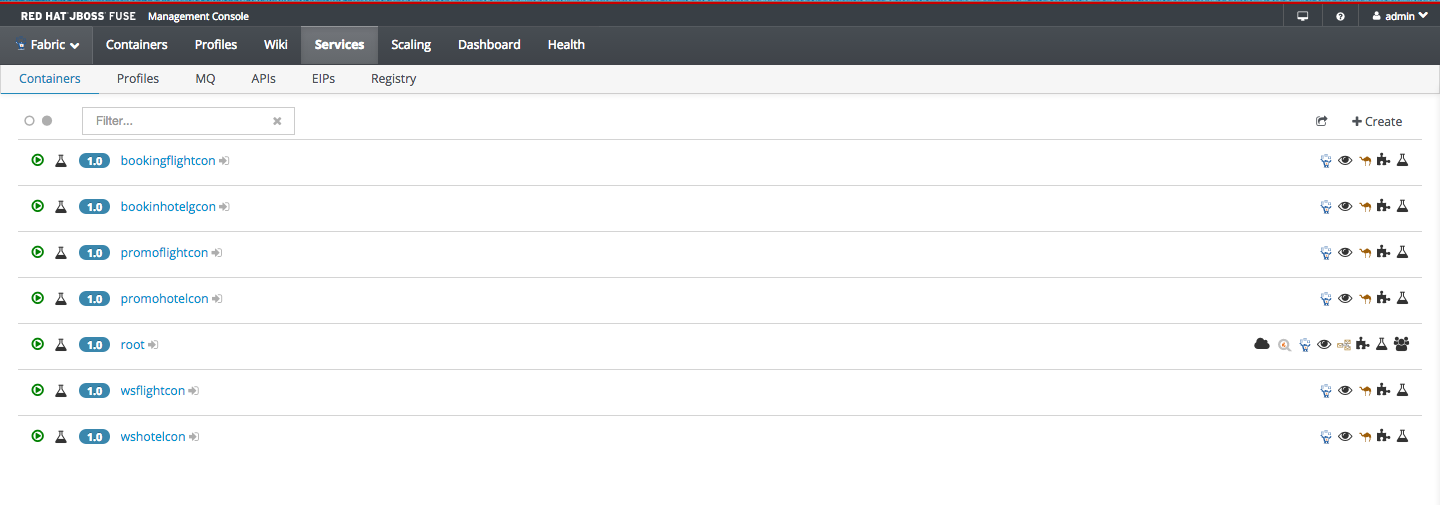 RED HAT JBOSS FUSE Management Console admin
Fabric Containers Profiles Wiki Services Scaling Dashboard Health
Containers Profiles MQ APIs EIPs Registry
Filter... Create
1.0 bookingflightcon
1.0 bookinhotelgcon
1.0 promoflightcon
1.0 promohotelcon
1.0 root
1.0 wsflightcon
1.0 wshotelcon